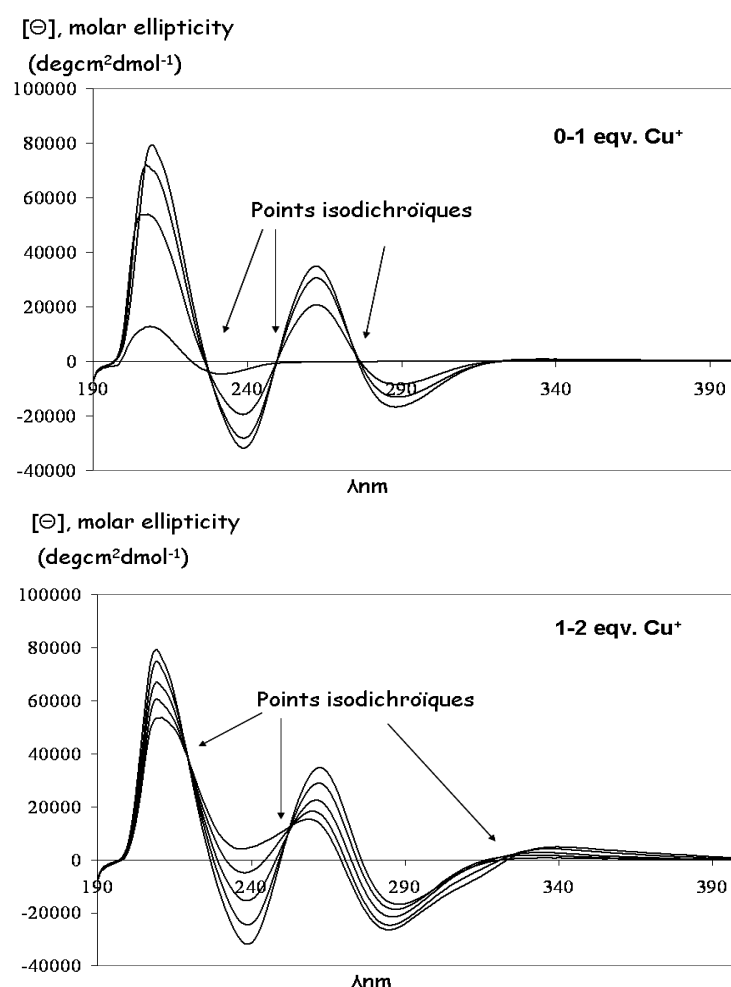 [Θ], molar ellipticity
(degcm²dmol⁻¹)
100000
80000
60000
40000
20000
0
-20000
-40000
190
240
290
340
390
0-1 eqv. Cu⁺
Points isodichroïques
λnm
[Θ], molar ellipticity
(degcm²dmol⁻¹)
100000
80000
60000
40000
20000
0
-20000
-40000
190
240
290
340
390
1-2 eqv. Cu⁺
Points isodichroïques
λnm